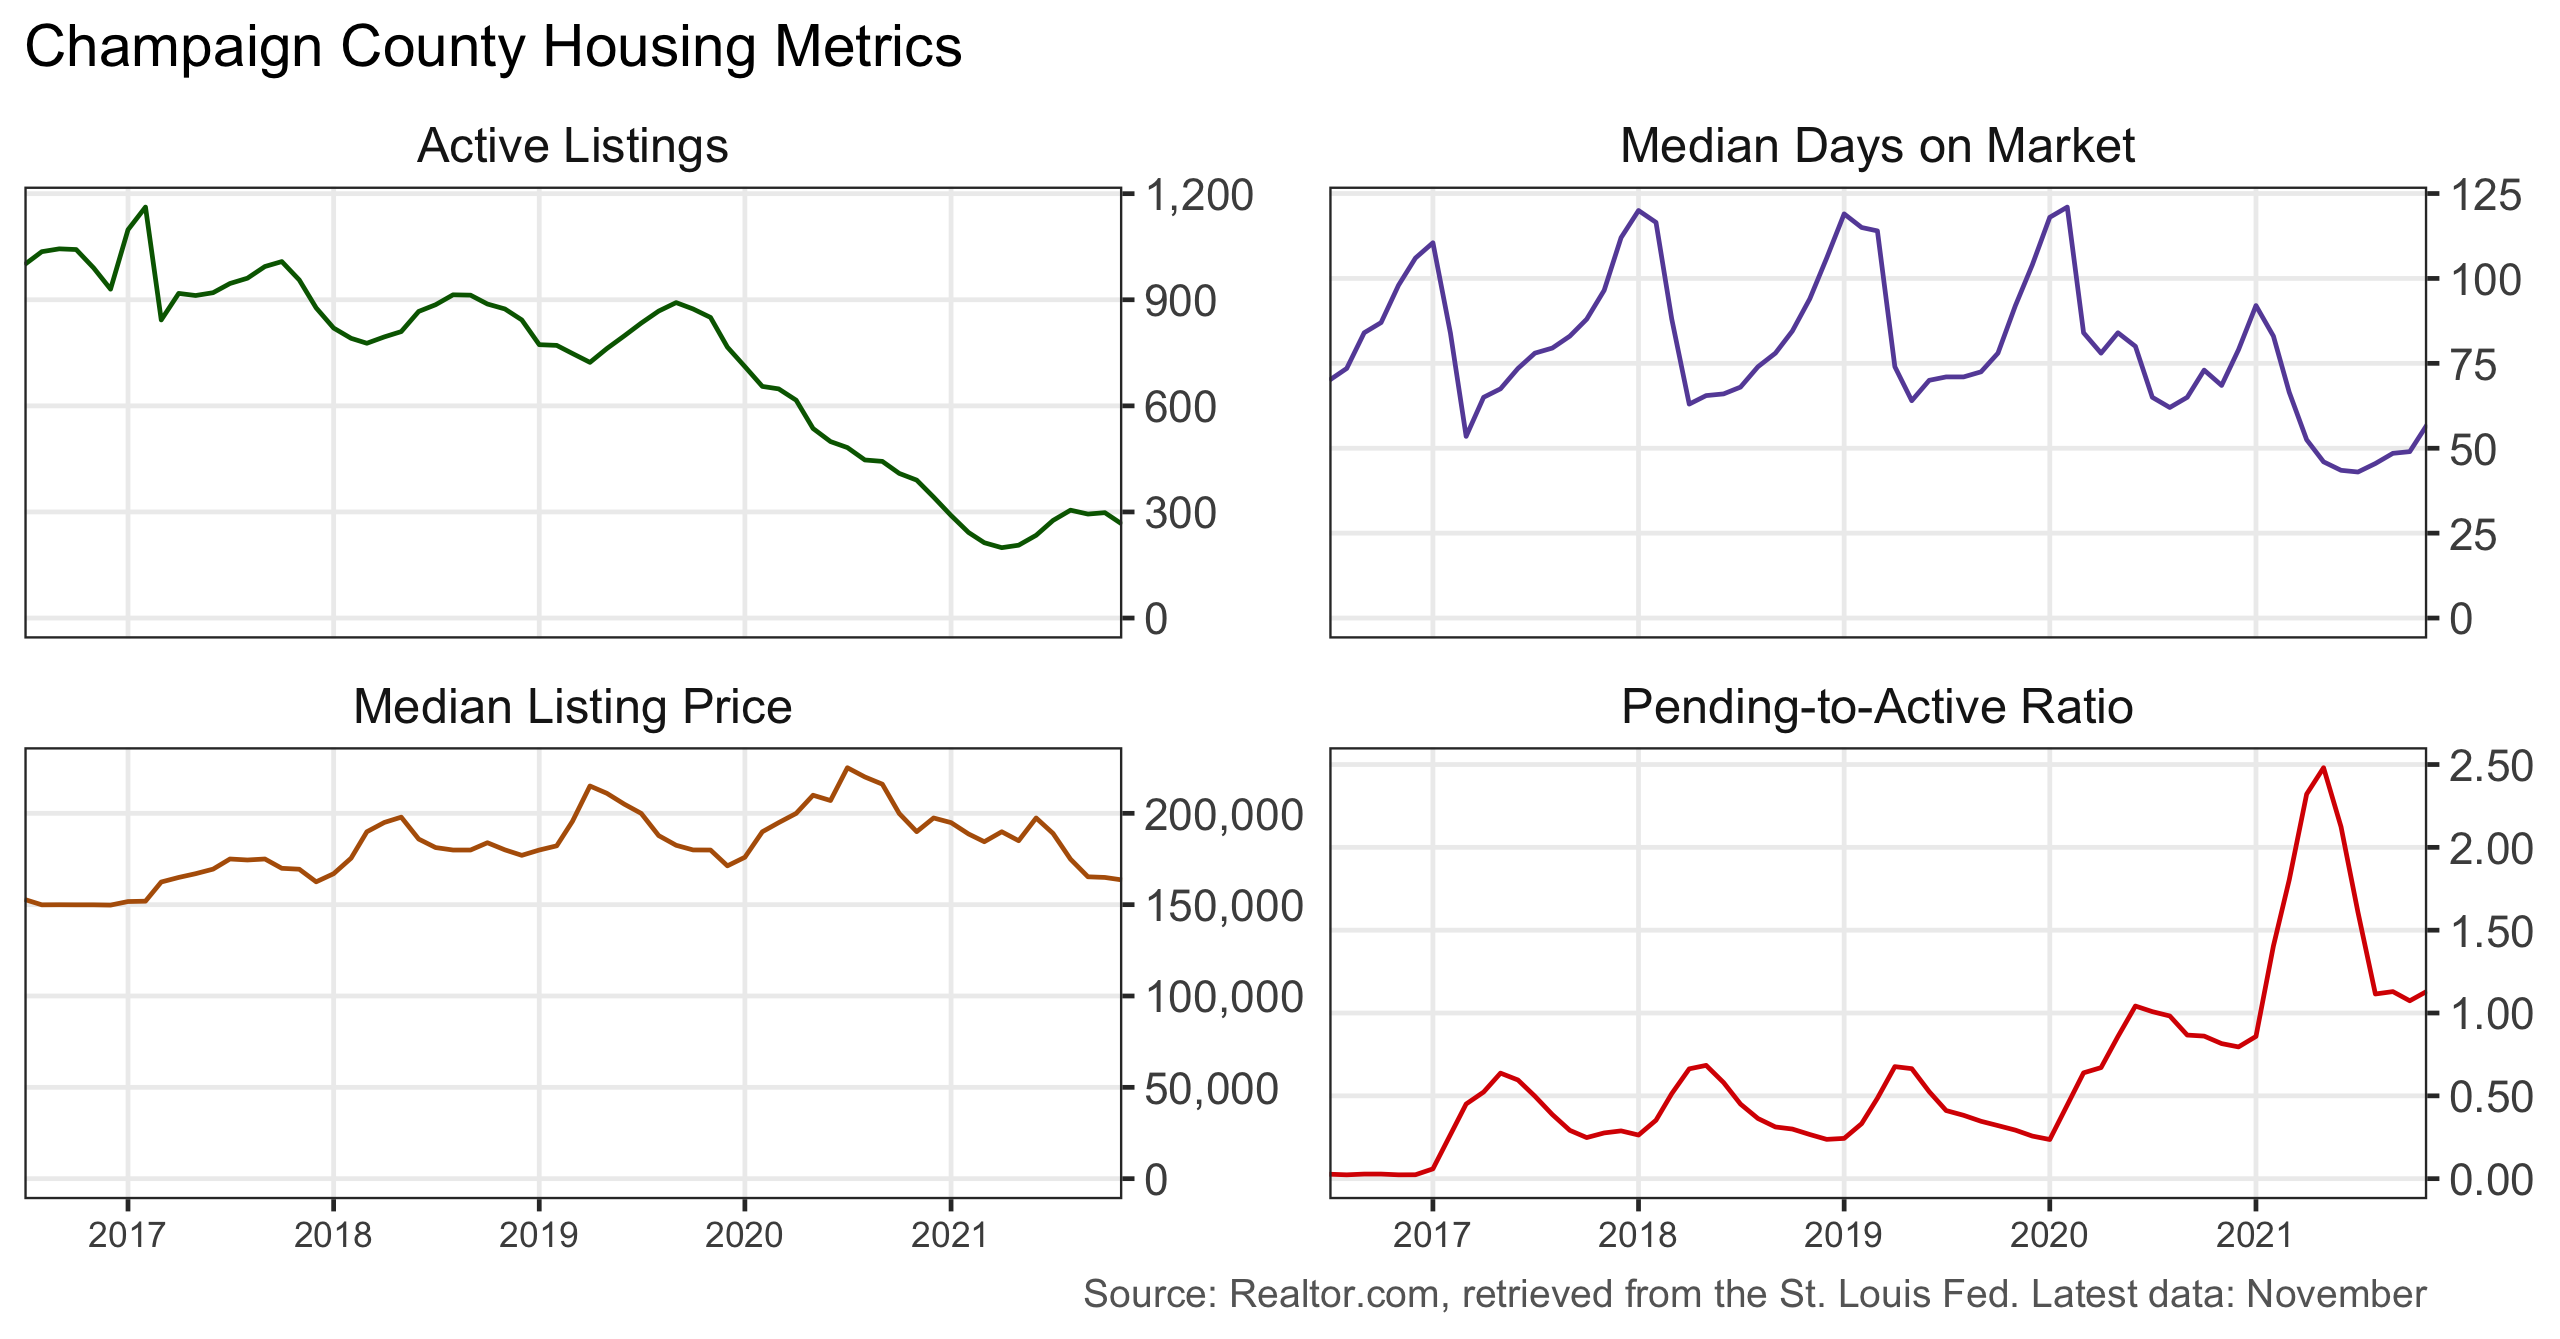 Champaign County Housing Metrics
Active Listings
1,200
900
600
300
0
Median Days on Market
125
100
75
50
25
0
Median Listing Price
200,000
150,000
100,000
50,000
0
2017 2018 2019 2020 2021
Pending-to-Active Ratio
2.50
2.00
1.50
1.00
0.50
0.00
2017 2018 2019 2020 2021
Source: Realtor.com, retrieved from the St. Louis Fed. Latest data: November